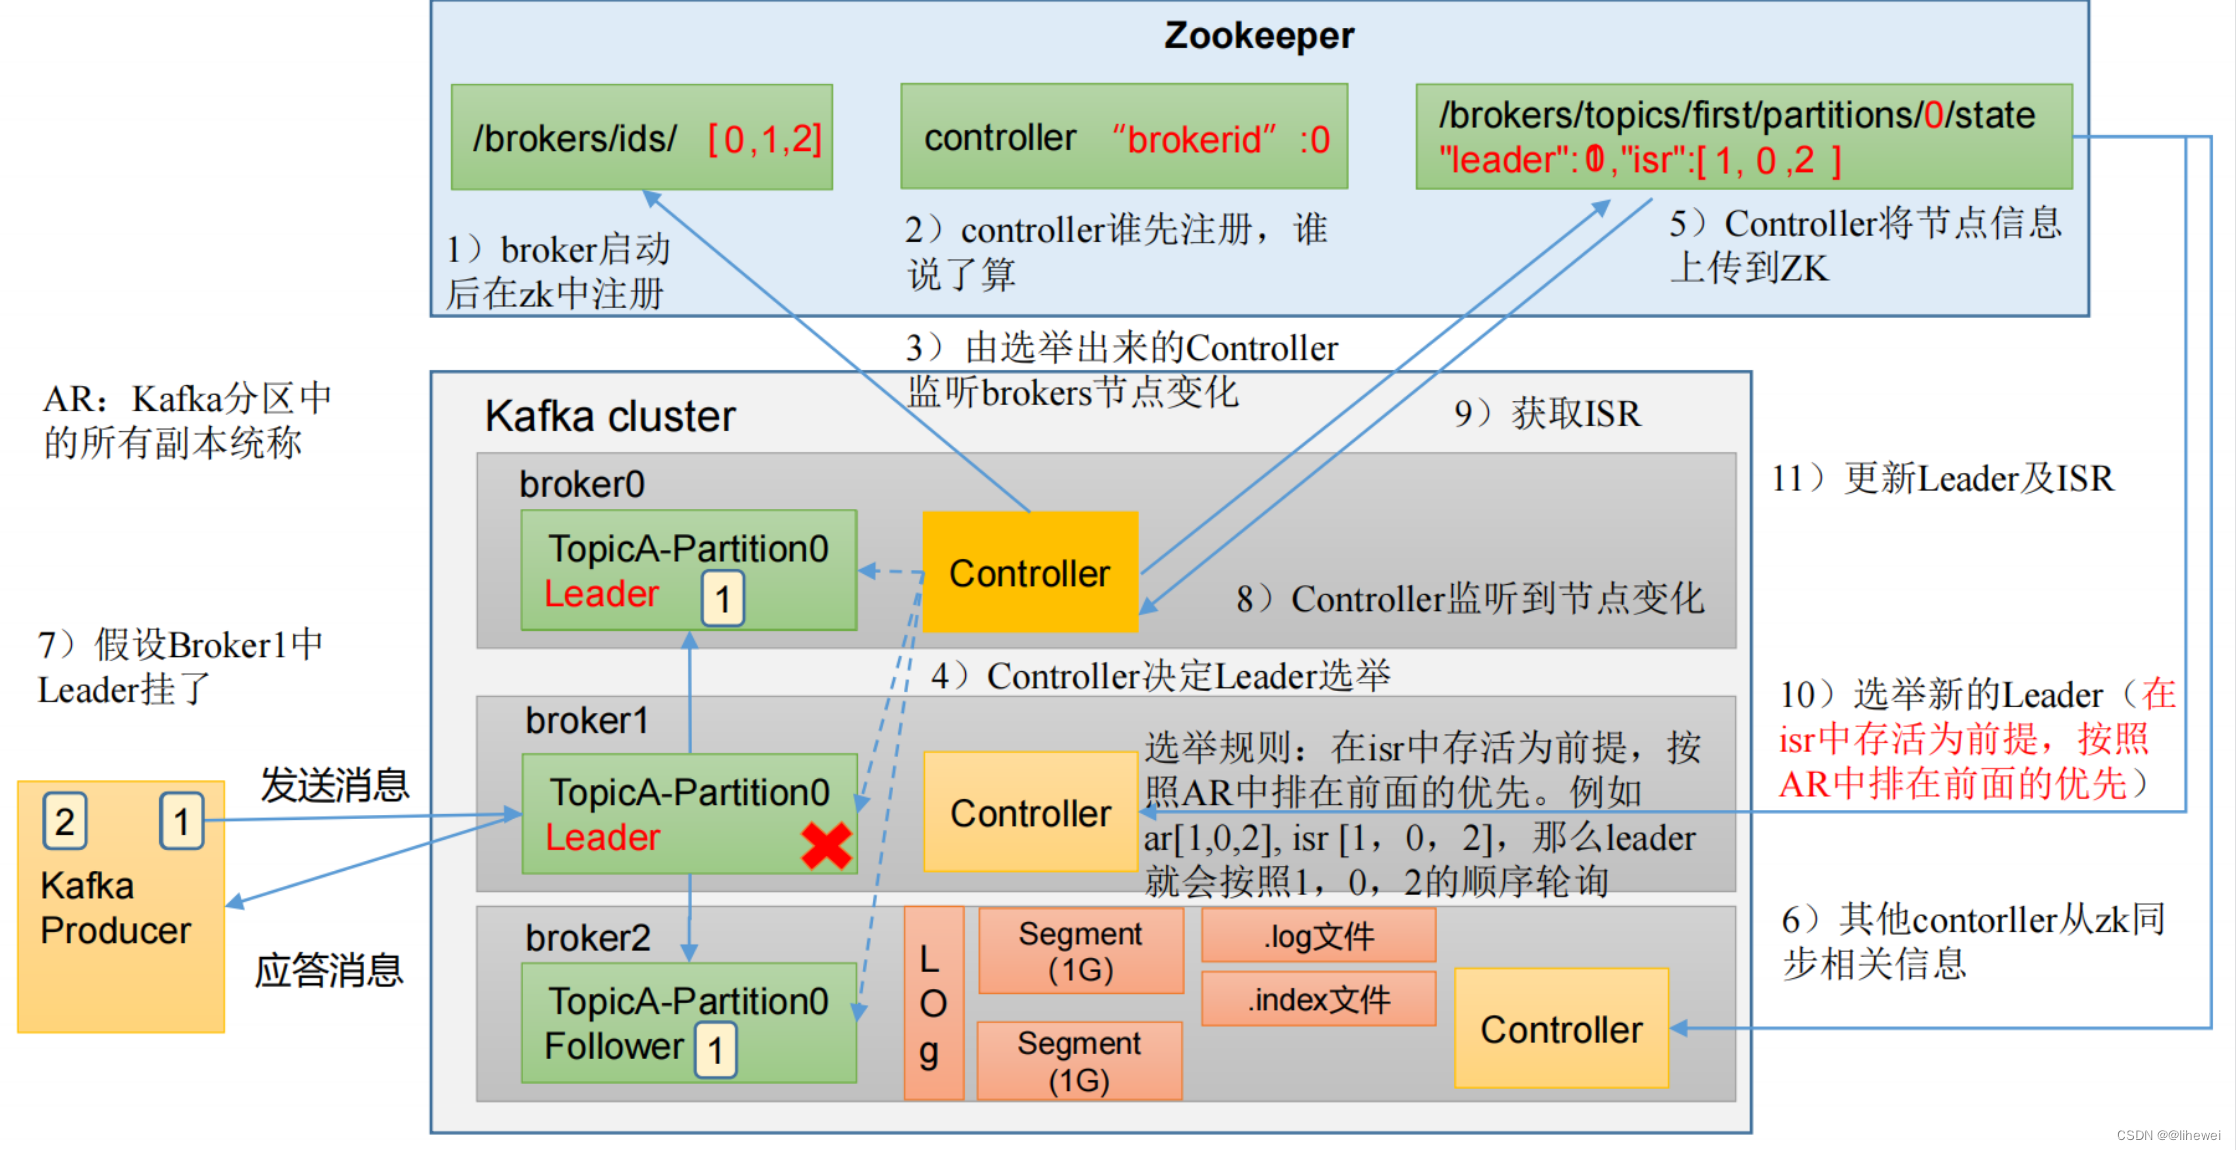 Zookeeper
/brokers/ids/ [0,1,2]
controller “brokerid” :0
/brokers/topics/first/partitions/0/state
"leader": ,"isr":[ 1, 0 ,2 ]
1）broker启动
后在zk中注册
2）controller谁先注册，谁
说了算
5）Controller将节点信息
上传到ZK
3）由选举出来的Controller
监听brokers节点变化
AR：Kafka分区中
的所有副本统称
Kafka cluster
9）获取ISR
11）更新Leader及ISR
broker0
TopicA-Partition0
Leader 1
Controller
8）Controller监听到节点变化
7）假设Broker1中
Leader挂了
4）Controller决定Leader选举
10）选举新的Leader（在
isr中存活为前提，按照
AR中排在前面的优先）
broker1
TopicA-Partition0
Leader
Controller
选举规则：在isr中存活为前提，按
照AR中排在前面的优先。例如
ar[1,0,2], isr [1，0，2]，那么leader
就会按照1，0，2的顺序轮询
发送消息
2 1
Kafka
Producer
应答消息
6）其他contorller从zk同
步相关信息
broker2
TopicA-Partition0
Follower 1
LOg
Segment
(1G)
.log文件
.index文件
Segment
(1G)
Controller
CSDN @@lihewei